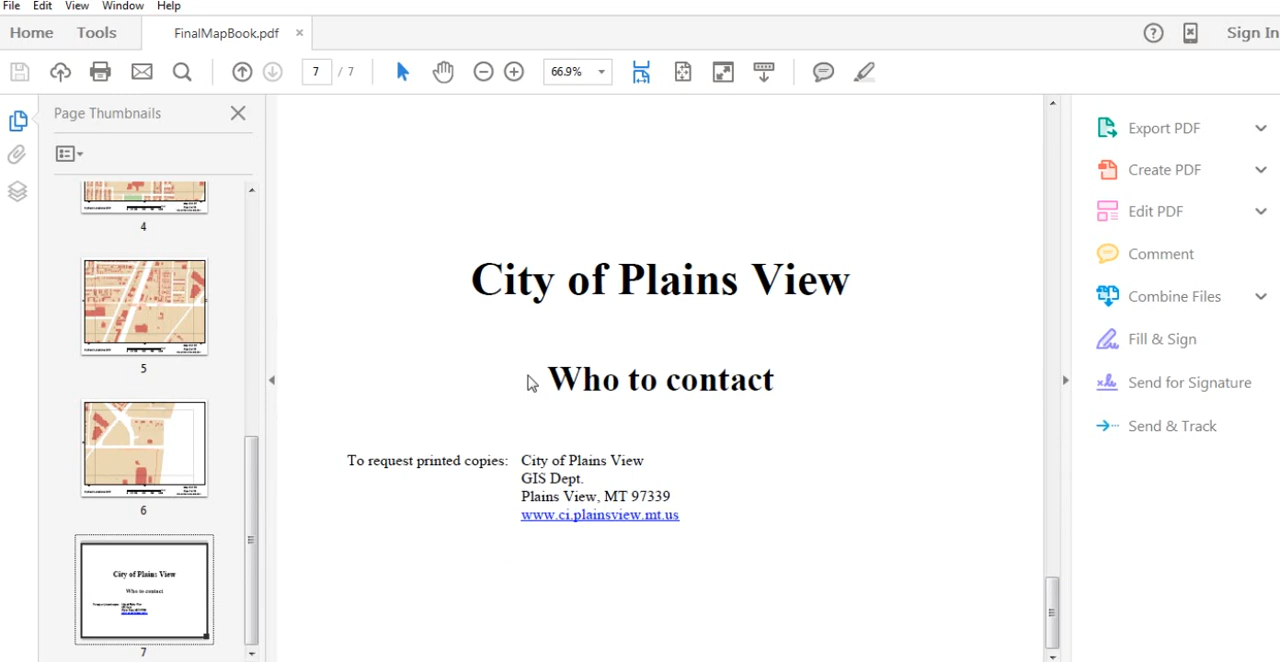 File Edit View Window Help
Home Tools FinalMapBook.pdf × Sign In
7 / 7 66.9%
Page Thumbnails
4
5
6
City of Plains View
Who to contact
7
City of Plains View
Who to contact
To request printed copies: City of Plains View
GIS Dept.
Plains View, MT 97339
www.ci.plainsview.mt.us
Export PDF
Create PDF
Edit PDF
Comment
Combine Files
Fill & Sign
Send for Signature
Send & Track